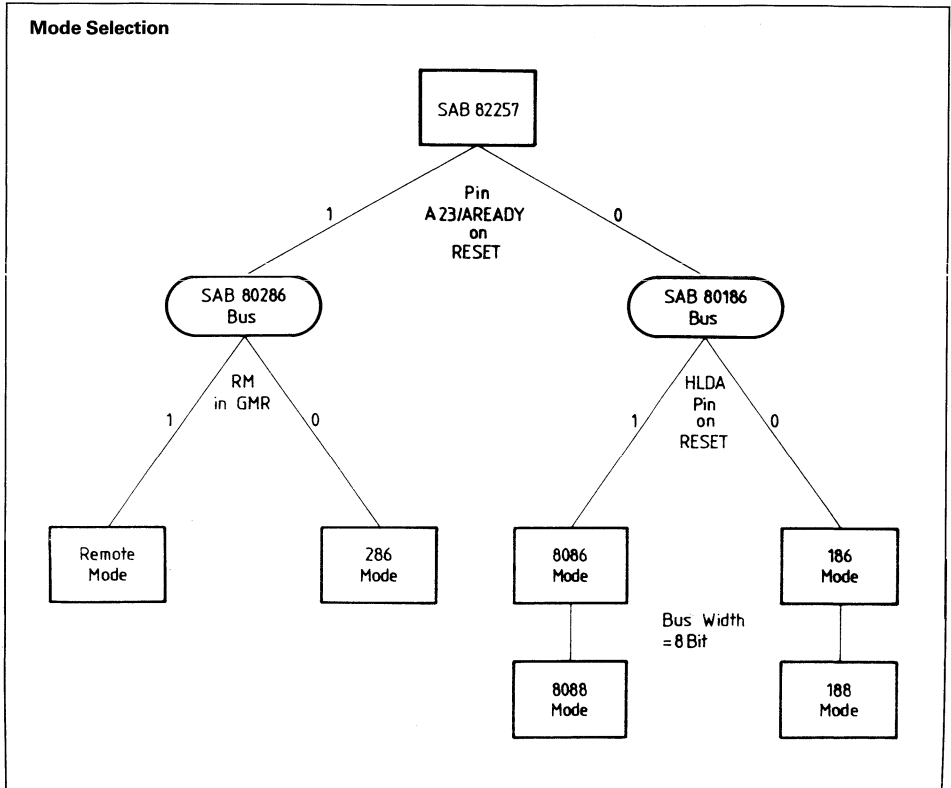 Mode Selection
SAB 82257
Pin
A23/AREADY
on
RESET
1
0
SAB 80286
Bus
SAB 80186
Bus
RM
in GMR
1
0
HLDA
Pin
on
RESET
1
0
Remote
Mode
286
Mode
8086
Mode
186
Mode
Bus Width
=8Bit
8088
Mode
188
Mode